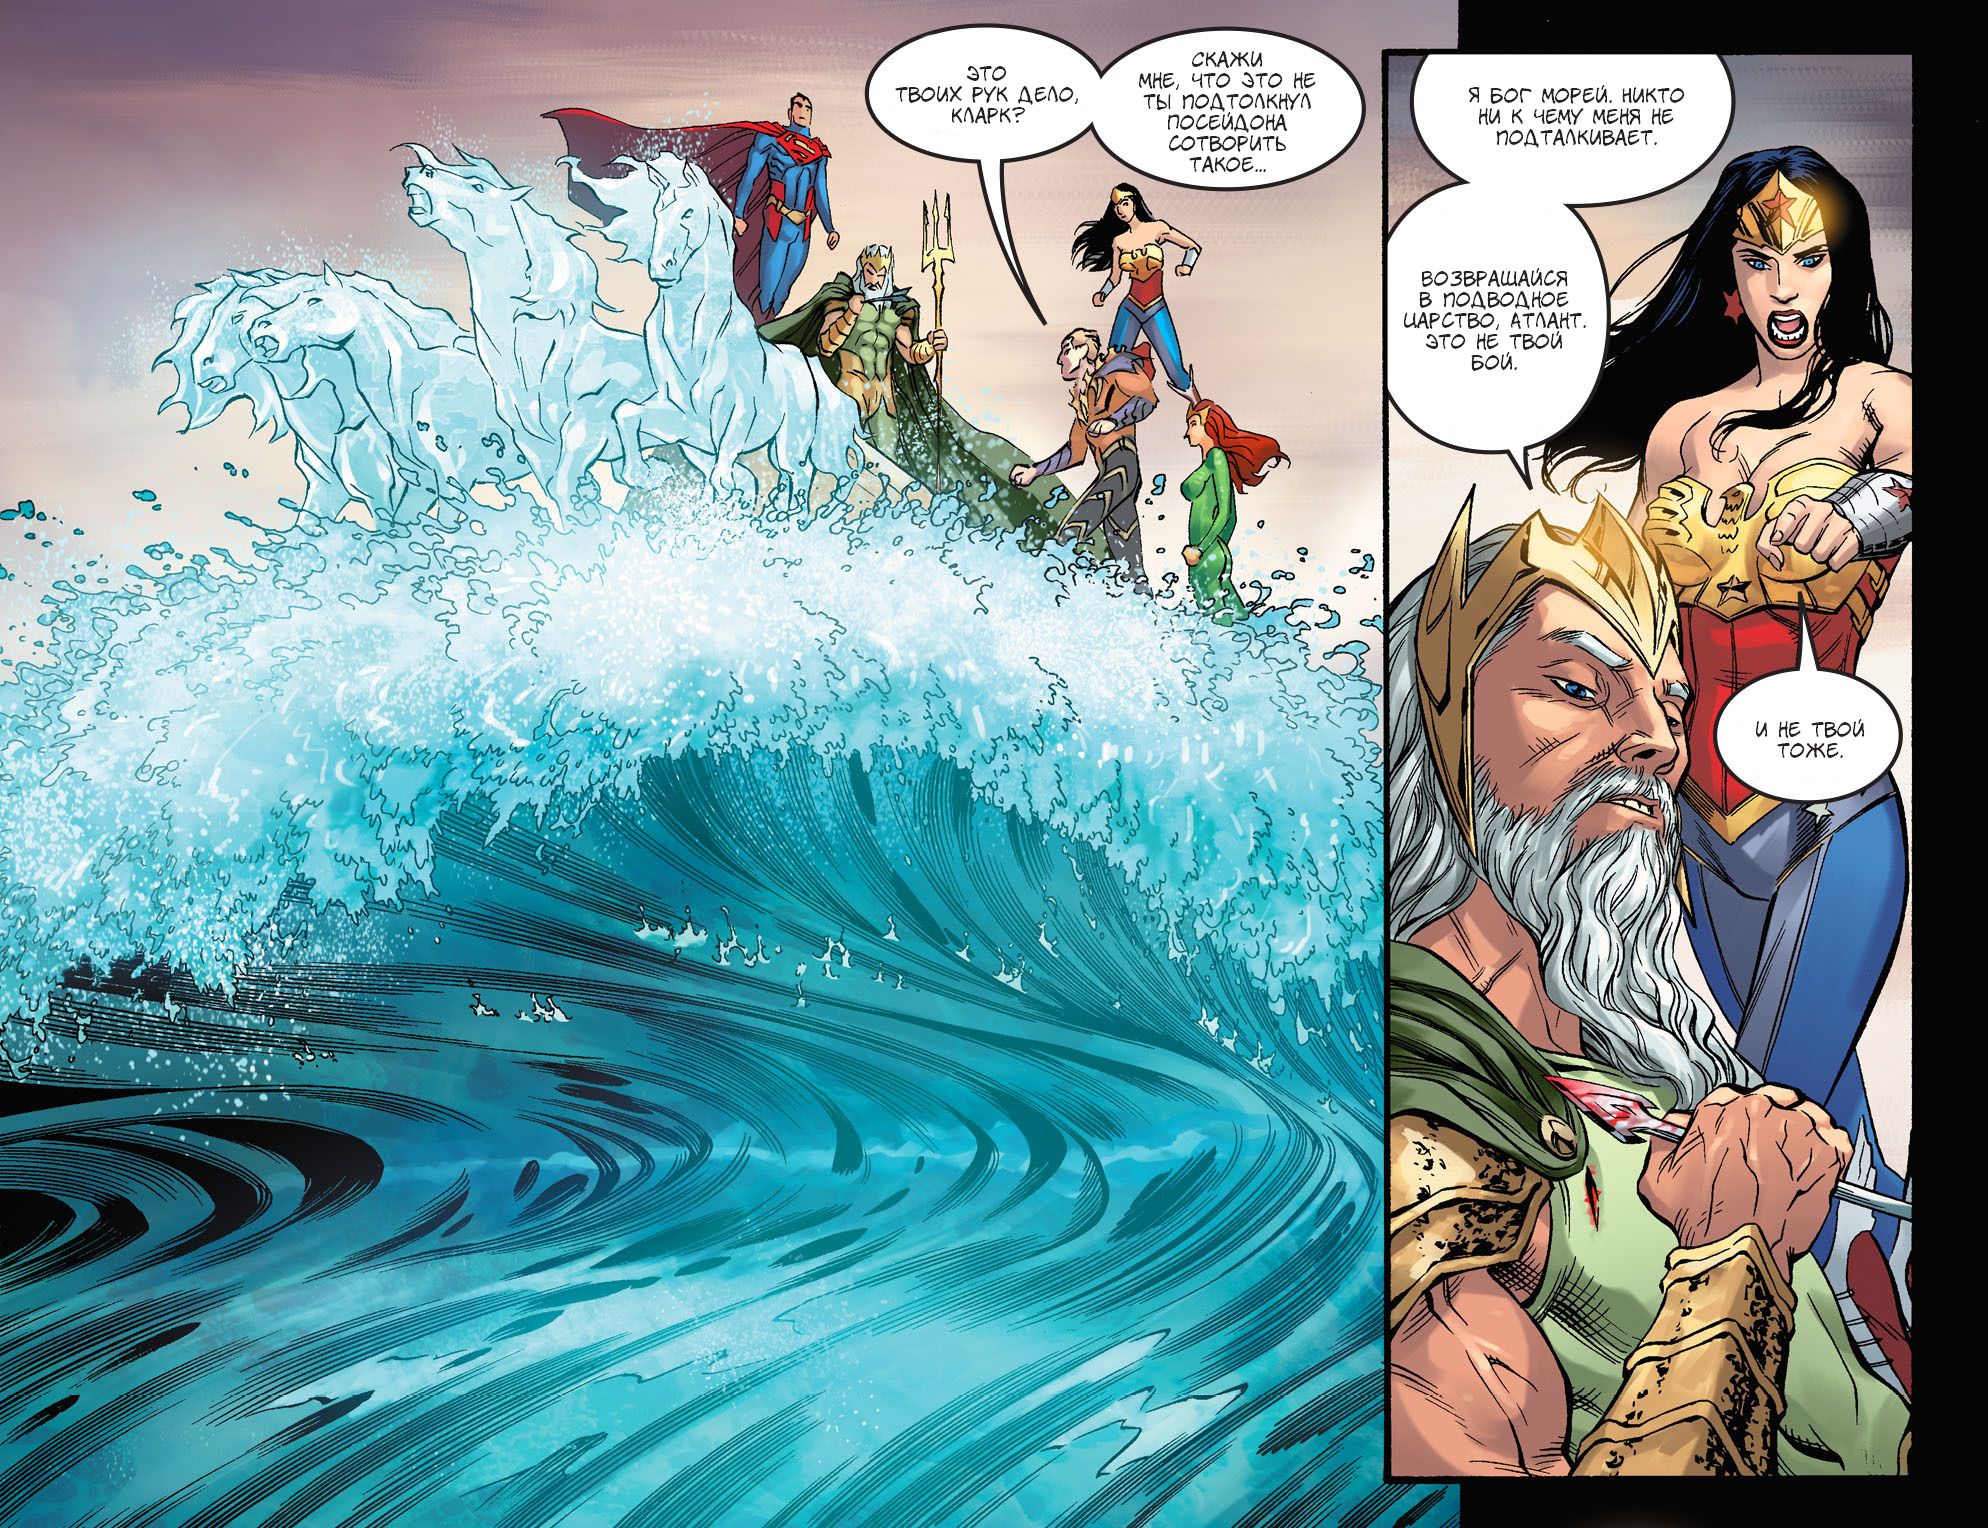 ЭТО
ТВОИХ РУК ДЕЛО,
КЛАРК?
СКАЖИ
МНЕ, ЧТО ЭТО НЕ
ТЫ ПОДТОЛКНУЛ
ПОСЕЙДОНА
СОТВОРИТЬ
ТАКОЕ...
Я БОГ МОРЕЙ. НИКТО
НИ К ЧЕМУ МЕНЯ НЕ
ПОДТАЛКИВАЕТ.
ВОЗВРАЩАЙСЯ
В ПОДВОДНОЕ
ЦАРСТВО, АТЛАНТ.
ЭТО НЕ ТВОЙ
БОЙ.
И НЕ ТВОЙ
ТОЖЕ.